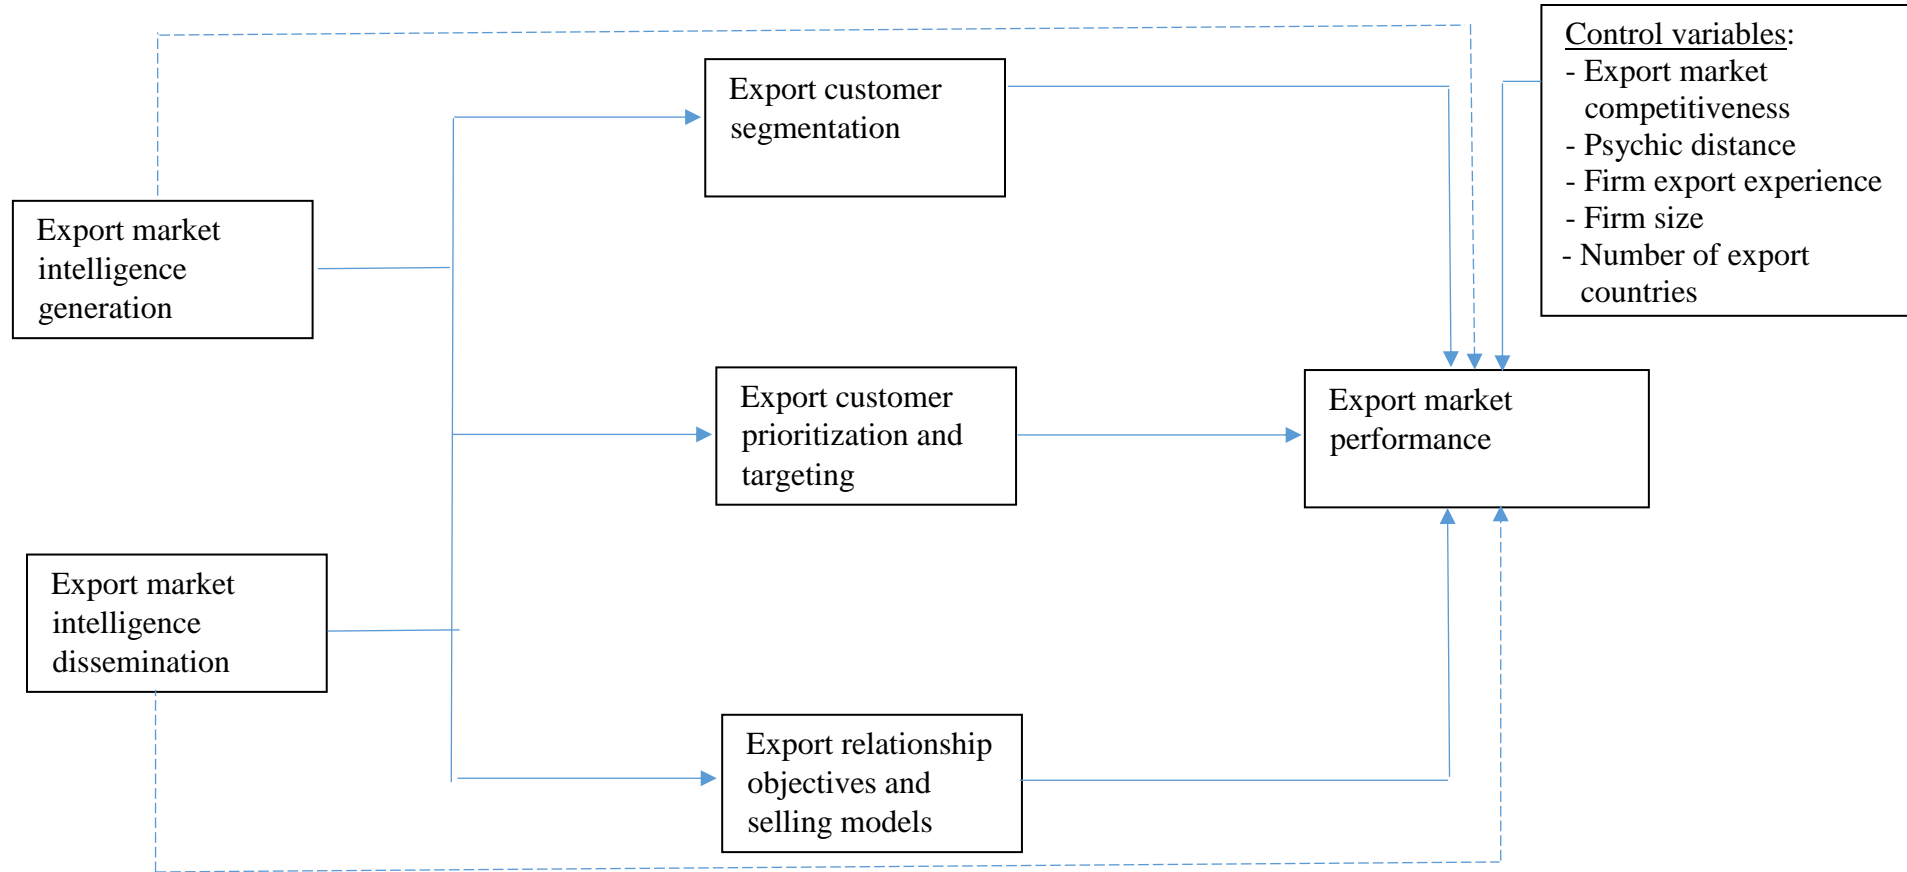 Control variables:
- Export market
competitiveness
- Psychic distance
- Firm export experience
- Firm size
- Number of export
countries
Export customer
segmentation
Export market
intelligence
generation
Export customer
prioritization and
targeting
Export market
performance
Export market
intelligence
dissemination
Export relationship
objectives and
selling models